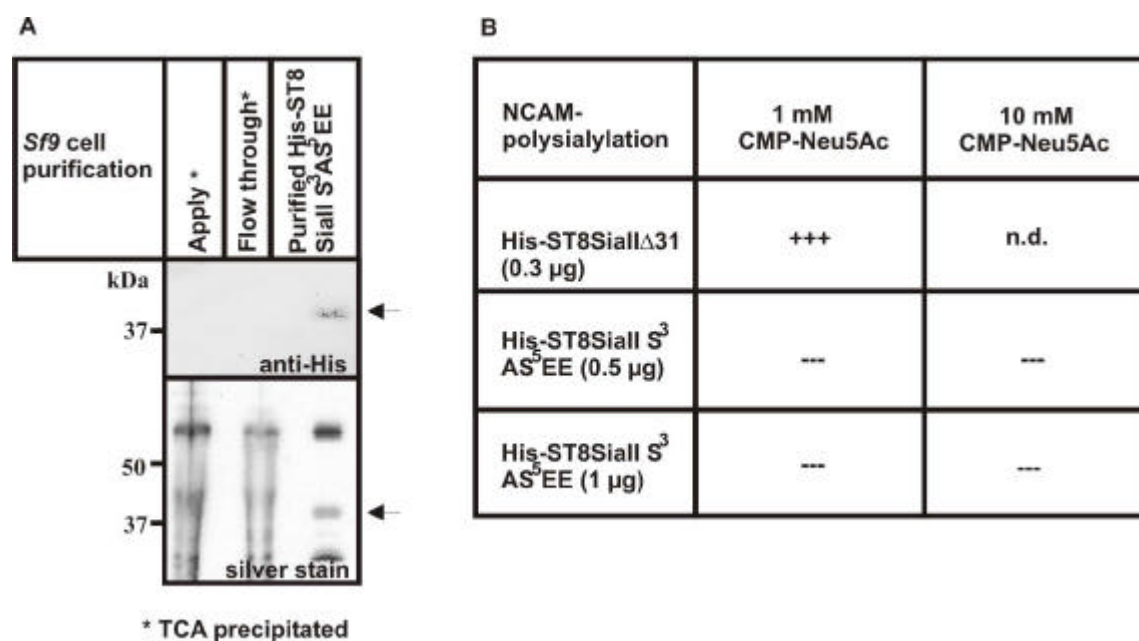 A
Sf9 cell
purification
Apply *
Flow through*
Purified His-ST8
SiaII S³AS⁵EE
kDa
37
anti-His
50
37
silver stain
* TCA precipitated
B
NCAM-
polysialylation
1 mM
CMP-Neu5Ac
10 mM
CMP-Neu5Ac
His-ST8SiaIIΔ31
(0.3 µg)
+++
n.d.
His-ST8SiaII S³
AS⁵EE (0.5 µg)
---
---
His-ST8SiaII S³
AS⁵EE (1 µg)
---
---